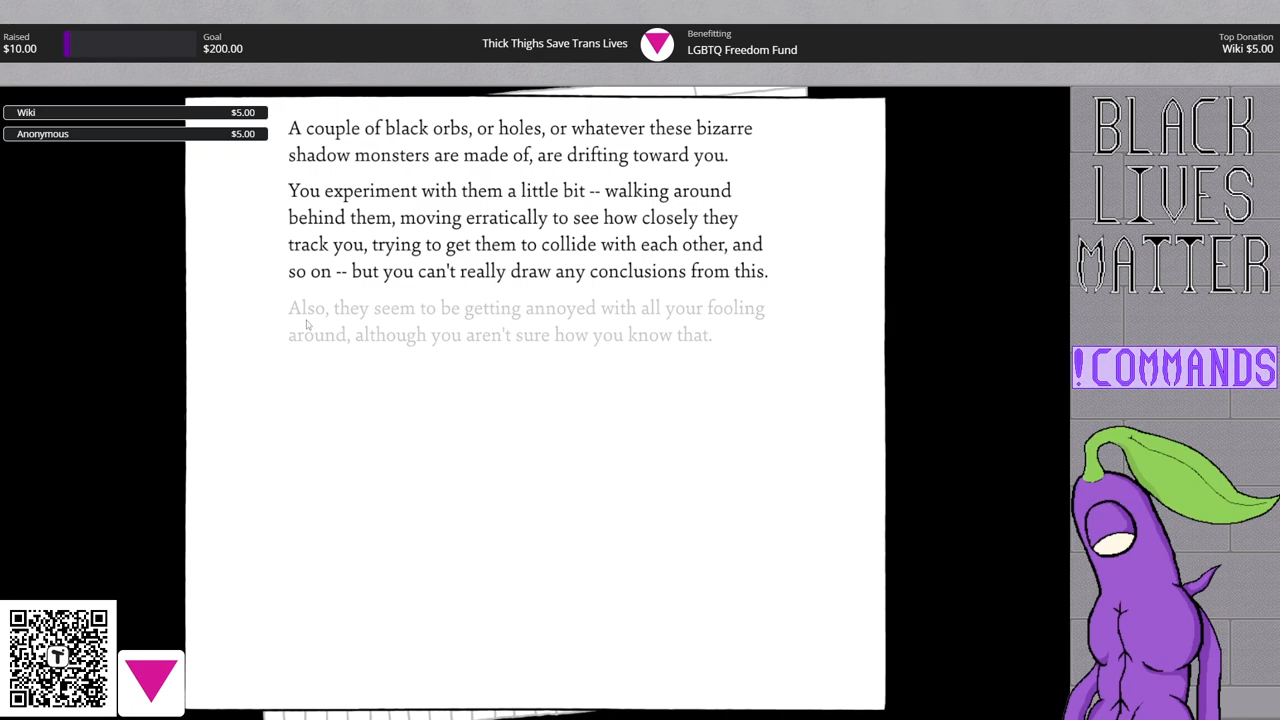 Raised
$10.00
Goal
$200.00
Thick Thighs Save Trans Lives
Benefitting
LGBTQ Freedom Fund
Top Donation
Wiki $5.00
Wiki $5.00
Anonymous $5.00
A couple of black orbs, or holes, or whatever these bizarre
shadow monsters are made of, are drifting toward you.
You experiment with them a little bit -- walking around
behind them, moving erratically to see how closely they
track you, trying to get them to collide with each other, and
so on -- but you can't really draw any conclusions from this.
Also, they seem to be getting annoyed with all your fooling
around, although you aren't sure how you know that.
BLACK
LIVES
MATTER
!COMMANDS
T